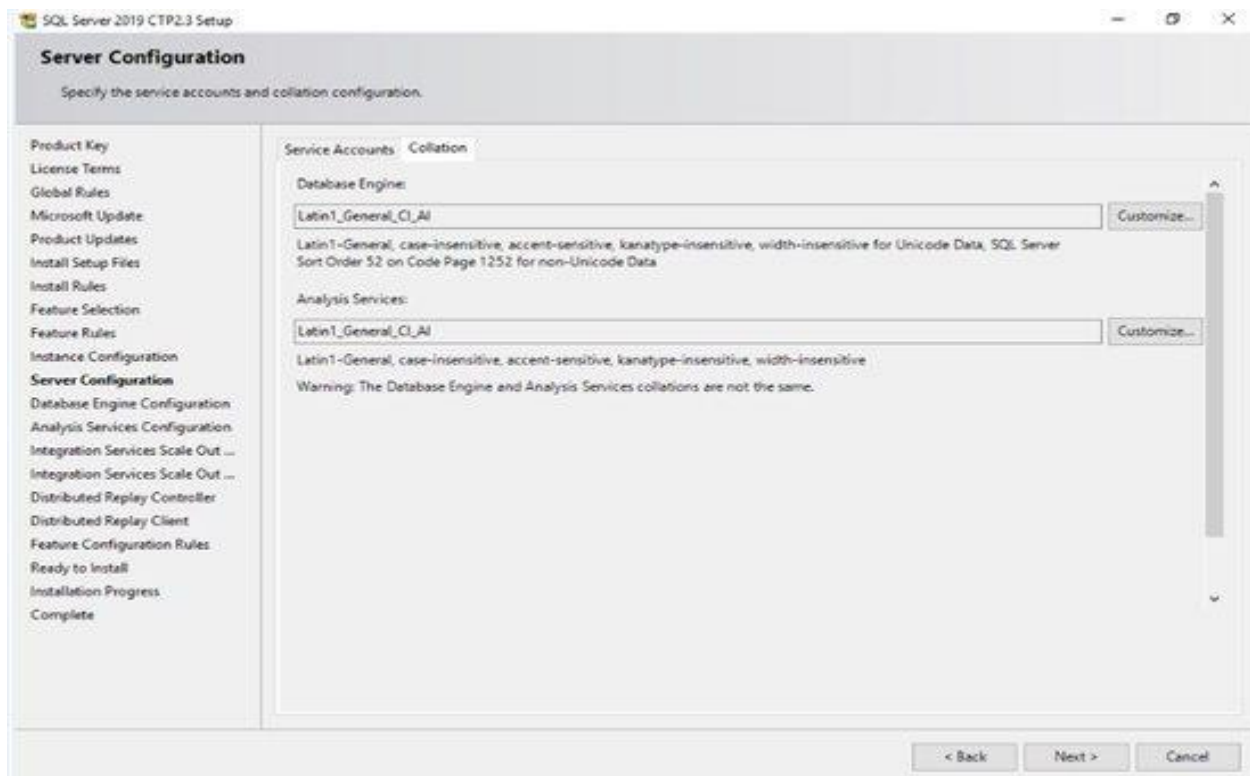 SQL Server 2019 CTP2.3 Setup
Server Configuration
Specify the service accounts and collation configuration.
Product Key
License Terms
Global Rules
Microsoft Update
Product Updates
Install Setup Files
Install Rules
Feature Selection
Feature Rules
Instance Configuration
Server Configuration
Database Engine Configuration
Analysis Services Configuration
Integration Services Scale Out ...
Integration Services Scale Out ...
Distributed Replay Controller
Distributed Replay Client
Feature Configuration Rules
Ready to Install
Installation Progress
Complete
Service Accounts Collation
Database Engine:
Latin1_General_CI_AI Customize...
Latin1-General, case-insensitive, accent-sensitive, kanatype-insensitive, width-insensitive for Unicode Data, SQL Server
Sort Order 52 on Code Page 1252 for non-Unicode Data
Analysis Services:
Latin1_General_CI_AI Customize...
Latin1-General, case-insensitive, accent-sensitive, kanatype-insensitive, width-insensitive
Warning: The Database Engine and Analysis Services collations are not the same.
< Back Next > Cancel